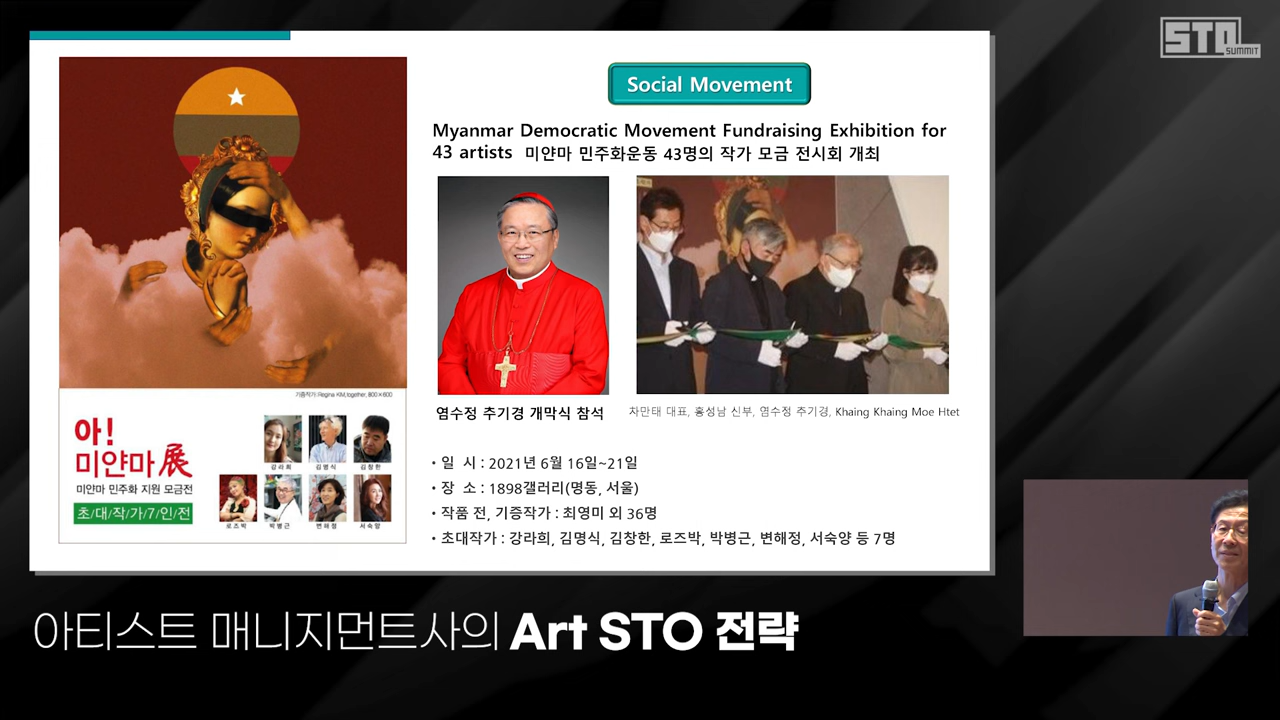 STO SUMMIT
Social Movement
Myanmar Democratic Movement Fundraising Exhibition for
43 artists 미얀마 민주화운동 43명의 작가 모금 전시회 개최
기증작가: Regina KIM, together, 800×600
아!
미얀마 展
미얀마 민주화 지원 모금전
초/대/작/가/7/인/전
강라희 김명식 김창한
로즈박 박병근 변해정 서숙양
염수정 추기경 개막식 참석
차만태 대표, 홍성남 신부, 염수정 추기경, Khaing Khaing Moe Htet
• 일 시 : 2021년 6월 16일~21일
• 장 소 : 1898갤러리(명동, 서울)
• 작품 전, 기증작가 : 최영미 외 36명
• 초대작가 : 강라희, 김명식, 김창한, 로즈박, 박병근, 변해정, 서숙양 등 7명
아티스트 매니지먼트사의 Art STO 전략